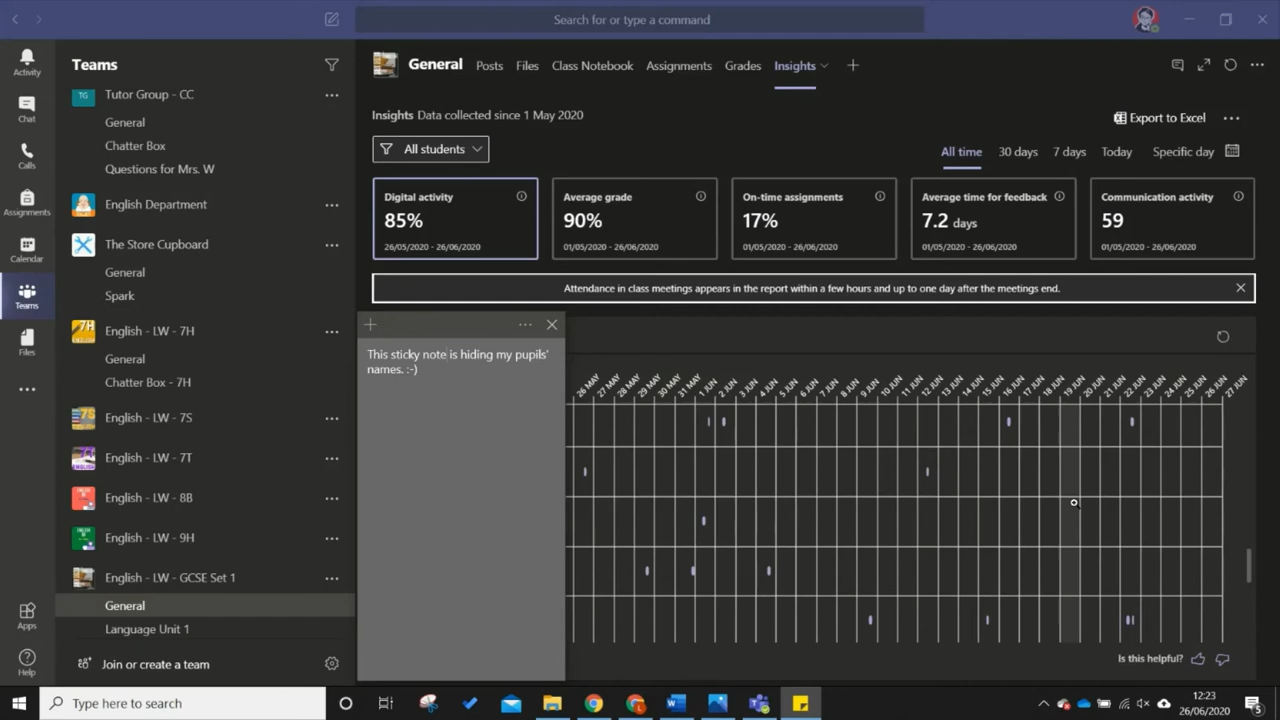 Search for or type a command
Activity
Chat
Calls
Assignments
Calendar
Teams
Files
Apps
Help
Teams
TG
Tutor Group - CC
General
Chatter Box
Questions for Mrs. W
English Department
The Store Cupboard
General
Spark
7H
English - LW - 7H
General
Chatter Box - 7H
7S
English - LW - 7S
English - LW - 7T
English - LW - 8B
English - LW - 9H
English - LW - GCSE Set 1
General
Language Unit 1
Join or create a team
General
Posts
Files
Class Notebook
Assignments
Grades
Insights
Insights Data collected since 1 May 2020
Export to Excel
All students
All time
30 days
7 days
Today
Specific day
Digital activity
85%
26/05/2020 - 26/06/2020
Average grade
90%
01/05/2020 - 26/06/2020
On-time assignments
17%
01/05/2020 - 26/06/2020
Average time for feedback
7.2 days
01/05/2020 - 26/06/2020
Communication activity
59
01/05/2020 - 26/06/2020
Attendance in class meetings appears in the report within a few hours and up to one day after the meetings end.
This sticky note is hiding my pupils'
names. :-)
26 MAY
27 MAY
28 MAY
29 MAY
30 MAY
31 MAY
1 JUN
2 JUN
3 JUN
4 JUN
5 JUN
6 JUN
7 JUN
8 JUN
9 JUN
10 JUN
11 JUN
12 JUN
13 JUN
14 JUN
15 JUN
16 JUN
17 JUN
18 JUN
19 JUN
20 JUN
21 JUN
22 JUN
23 JUN
24 JUN
25 JUN
26 JUN
27 JUN
Is this helpful?
Type here to search
12:23
26/06/2020
5